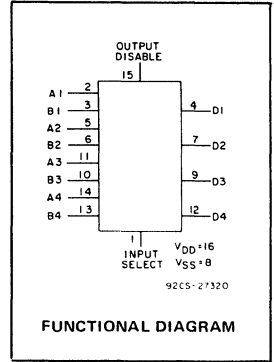 OUTPUT
DISABLE
15
A1 2
B1 3
4 D1
A2 5
B2 6
7 D2
A3 11
B3 10
9 D3
A4 14
B4 13
12 D4
1
INPUT
SELECT
VDD=16
VSS=8
92CS-27320
FUNCTIONAL DIAGRAM